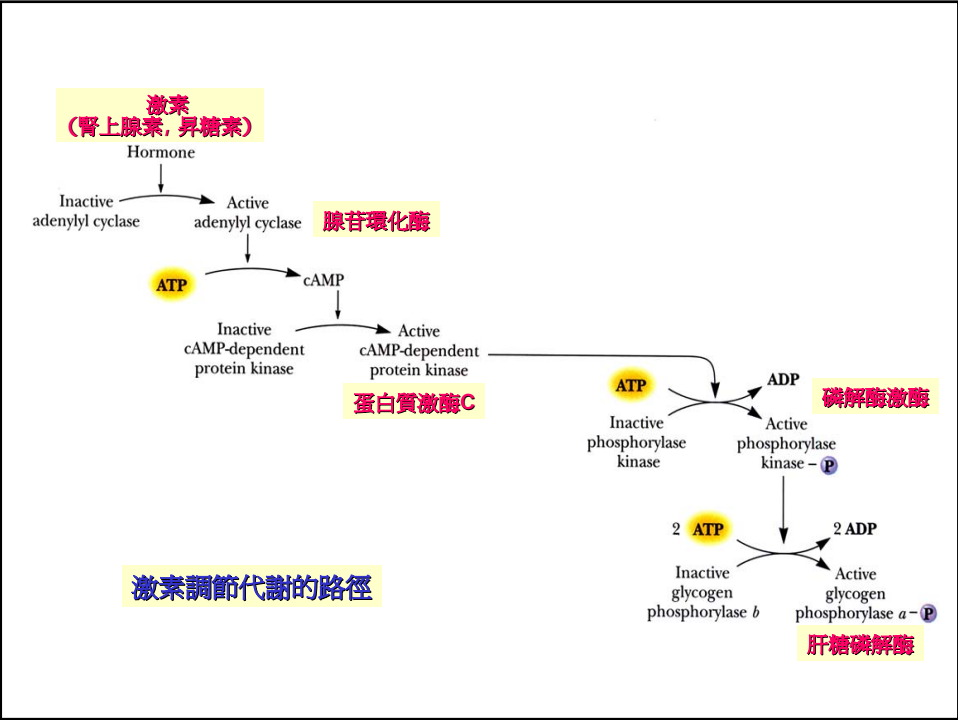 激素
(腎上腺素, 昇糖素)
Hormone
Inactive
adenylyl cyclase
Active
adenylyl cyclase
腺苷環化酶
ATP
cAMP
Inactive
cAMP-dependent
protein kinase
Active
cAMP-dependent
protein kinase
蛋白質激酶C
ATP
ADP
磷解酶激酶
Inactive
phosphorylase
kinase
Active
phosphorylase
kinase – P
2 ATP
2 ADP
Inactive
glycogen
phosphorylase b
Active
glycogen
phosphorylase a – P
肝糖磷解酶
激素調節代謝的路徑